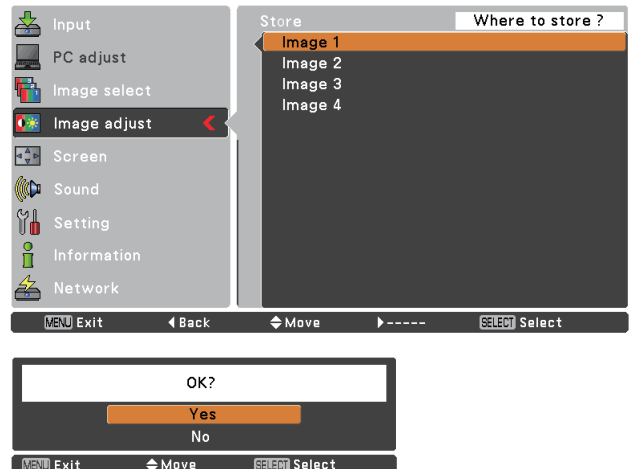 Input
PC adjust
Image select
Image adjust
Screen
Sound
Setting
Information
Network
Store
Where to store ?
Image 1
Image 2
Image 3
Image 4
MENU Exit Back Move ----- SELECT Select
OK?
Yes
No
MENU Exit Move SELECT Select